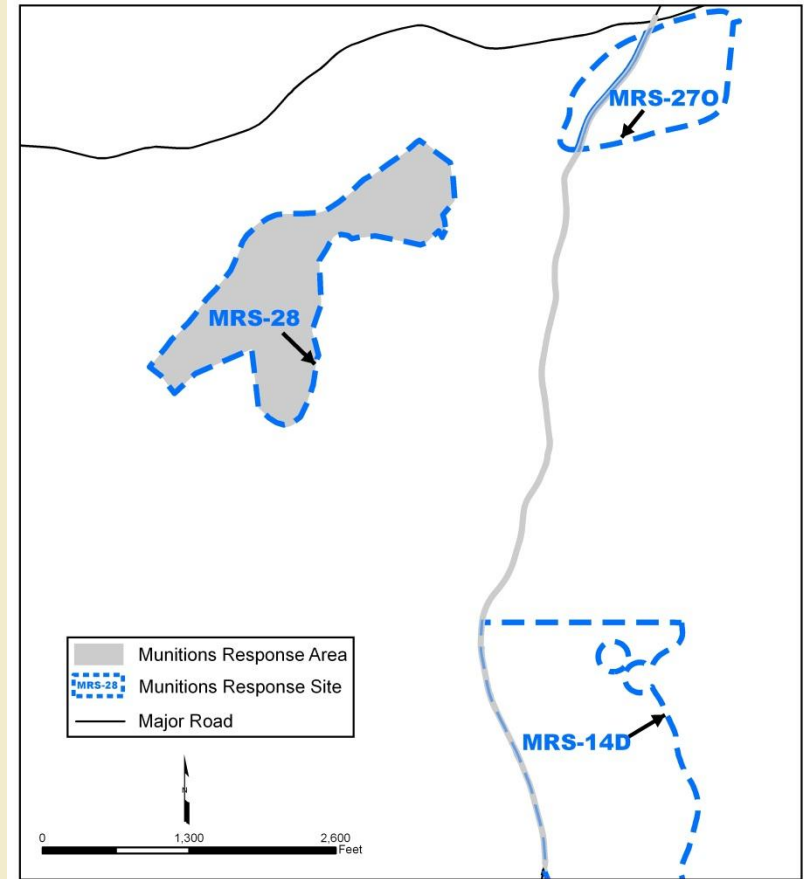 MRS-27O
MRS-28
MRS-14D
Munitions Response Area
MRS-28 Munitions Response Site
Major Road
N
0 1,300 2,600
Feet